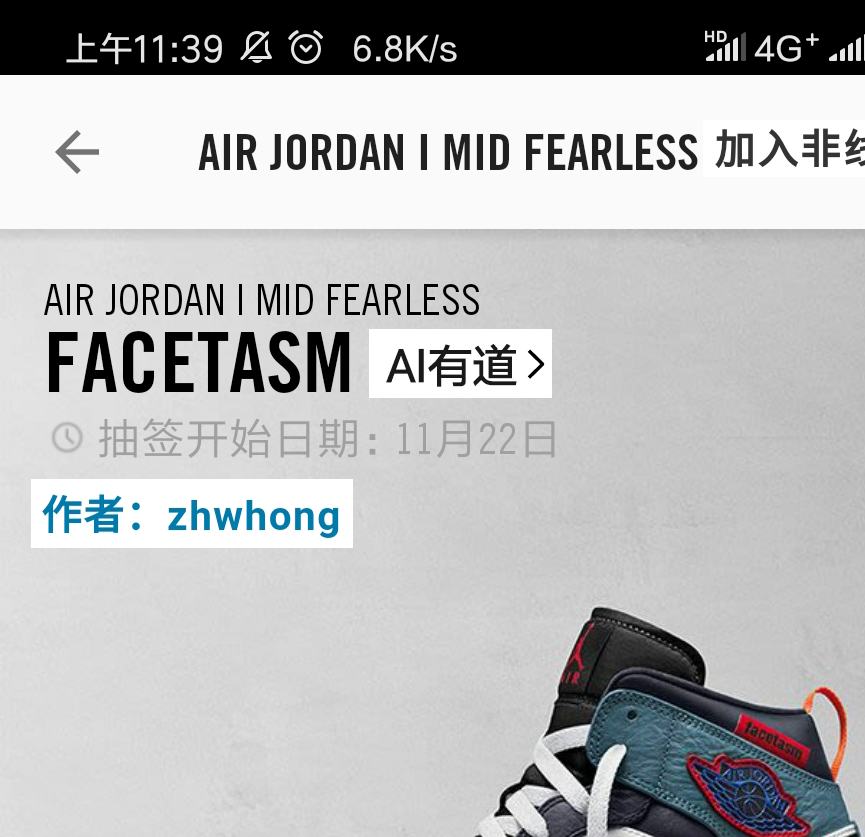 上午11:39 6.8K/s HD 4G+
AIR JORDAN I MID FEARLESS 加入非
AIR JORDAN I MID FEARLESS
FACETASM AI有道
抽签开始日期：11月22日
作者：zhwhong
AIR
facetasm
AIR JORDAN